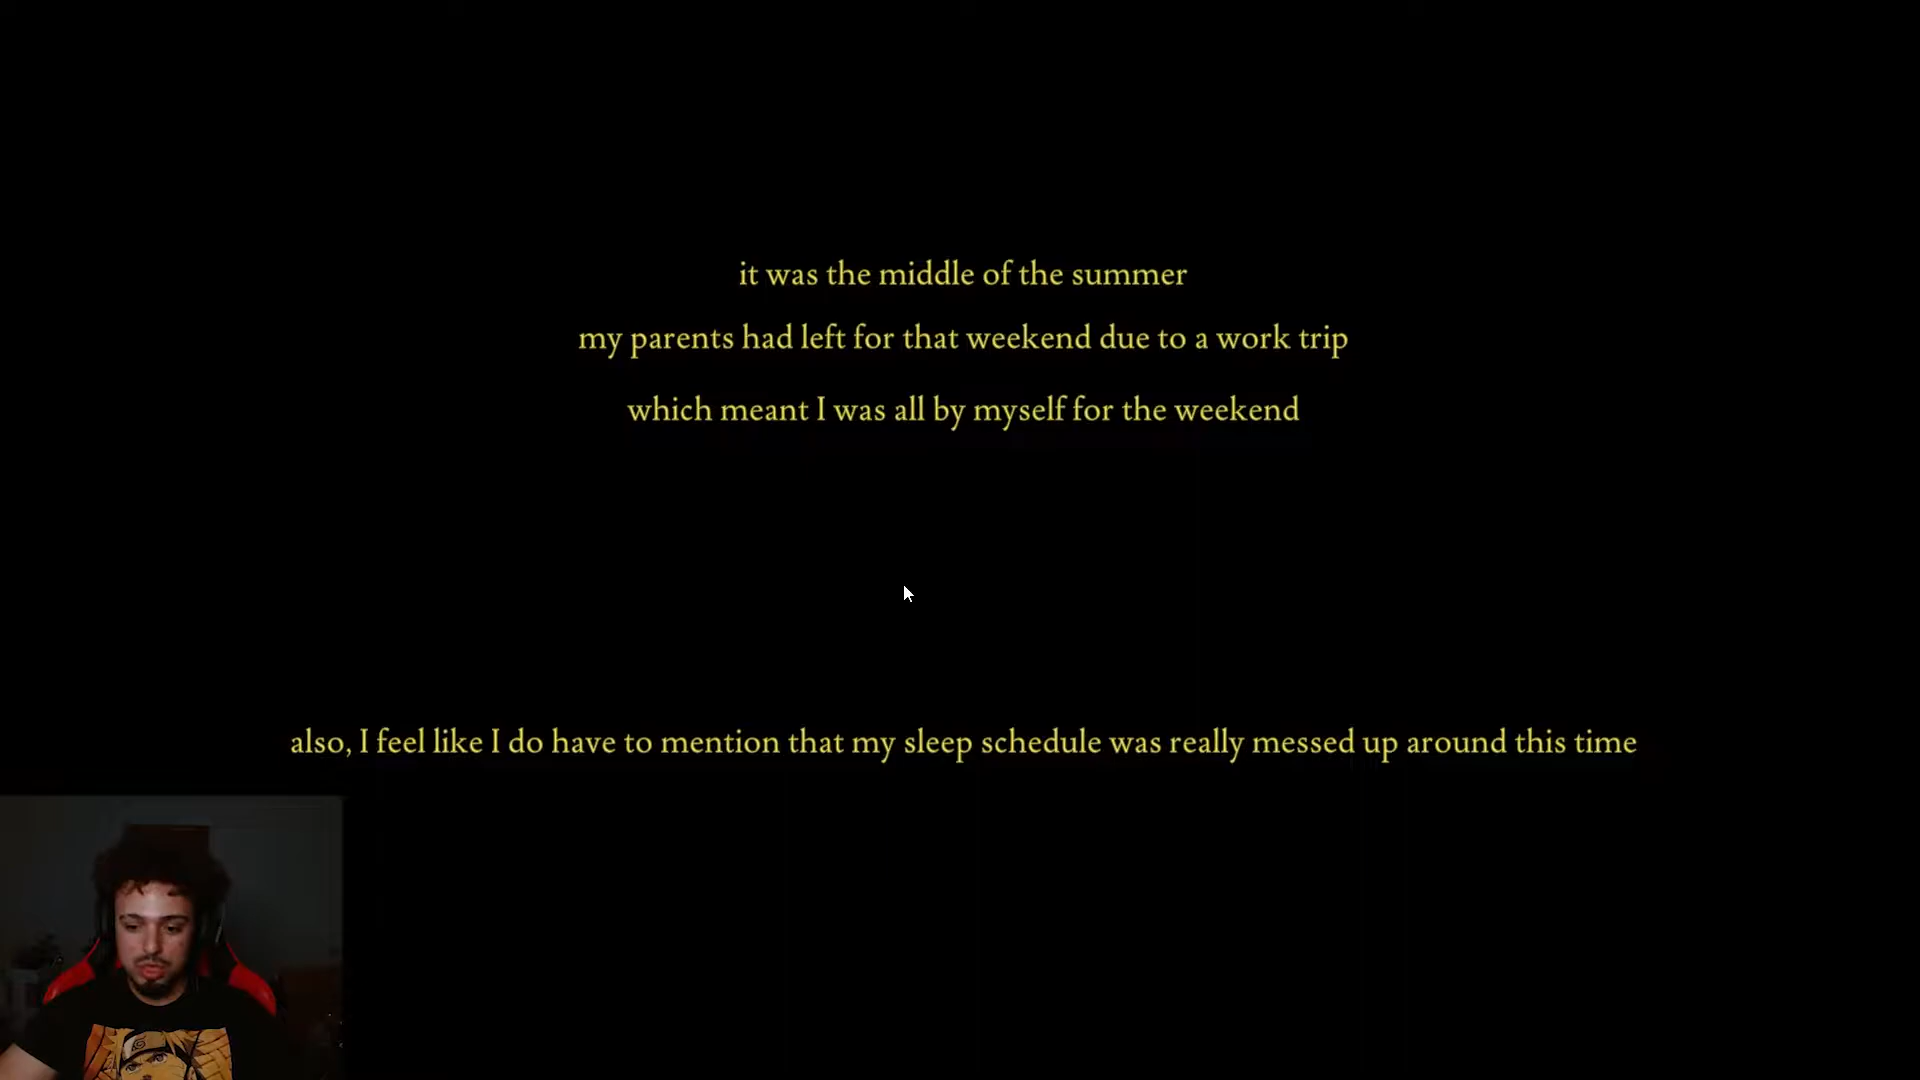 it was the middle of the summer
my parents had left for that weekend due to a work trip
which meant I was all by myself for the weekend
also, I feel like I do have to mention that my sleep schedule was really messed up around this time